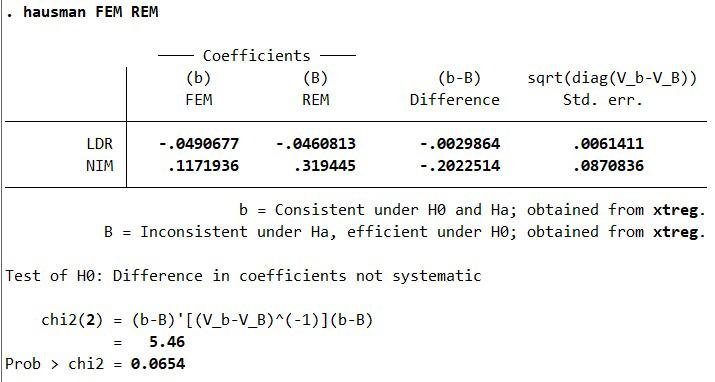 . hausman FEM REM
Coefficients
(b) (B) (b-B) sqrt(diag(V_b-V_B))
FEM REM Difference Std. err.
LDR -.0490677 -.0460813 -.0029864 .0061411
NIM .1171936 .319445 -.2022514 .0870836
b = Consistent under H0 and Ha; obtained from xtreg.
B = Inconsistent under Ha, efficient under H0; obtained from xtreg.
Test of H0: Difference in coefficients not systematic
chi2(2) = (b-B)'[(V_b-V_B)^(-1)](b-B)
= 5.46
Prob > chi2 = 0.0654